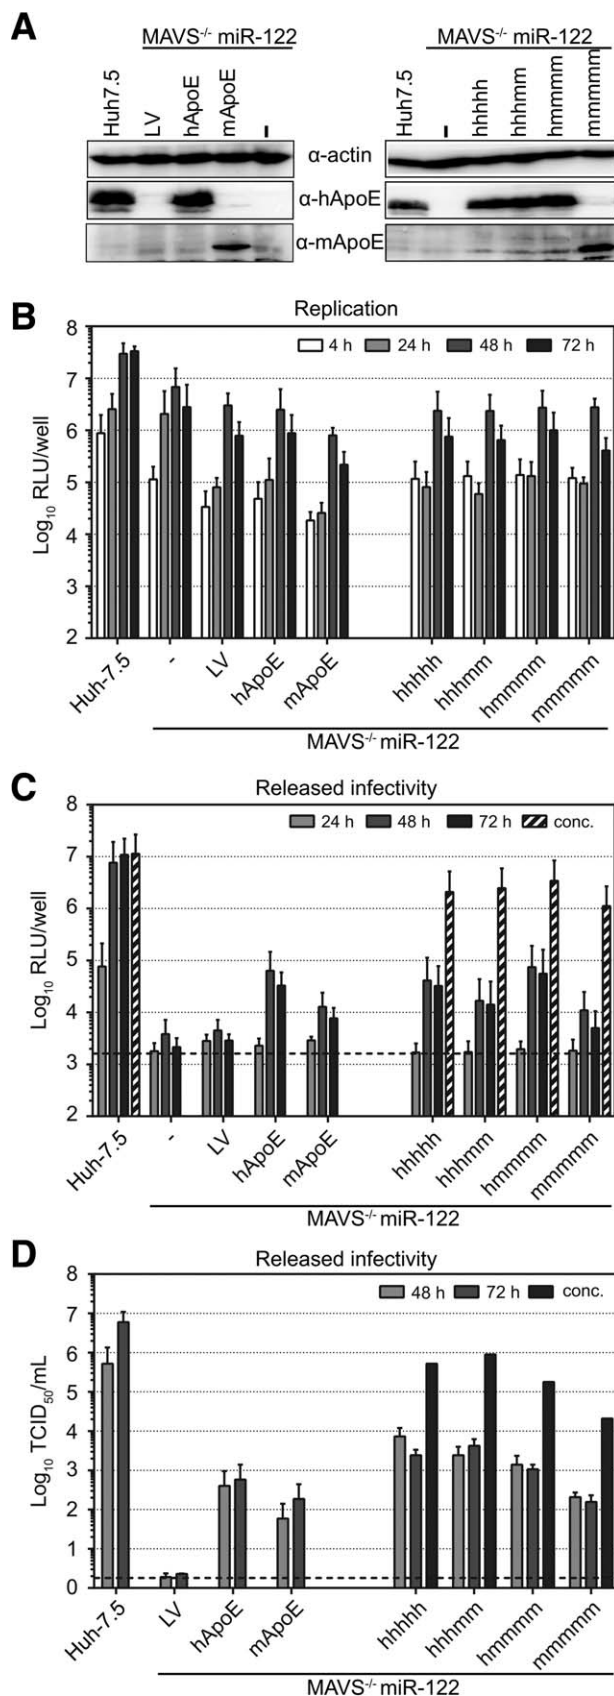 A
MAVS-/- miR-122
MAVS-/- miR-122
Huh7.5
LV
hApoE
mApoE
-
Huh7.5
-
hhhhh
hhhmm
hmmmm
mmmmmm
α-actin
α-hApoE
α-mApoE
B
Replication
4 h
24 h
48 h
72 h
Log10 RLU/well
8
7
6
5
4
3
2
Huh-7.5
-
LV
hApoE
mApoE
hhhhh
hhhmm
hmmmm
mmmmmm
MAVS-/- miR-122
C
Released infectivity
24 h
48 h
72 h
conc.
Log10 RLU/well
8
7
6
5
4
3
2
Huh-7.5
-
LV
hApoE
mApoE
hhhhh
hhhmm
hmmmm
mmmmmm
MAVS-/- miR-122
D
Released infectivity
48 h
72 h
conc.
Log10 TCID50/mL
8
7
6
5
4
3
2
1
0
Huh-7.5
LV
hApoE
mApoE
hhhhh
hhhmm
hmmmm
mmmmmm
MAVS-/- miR-122